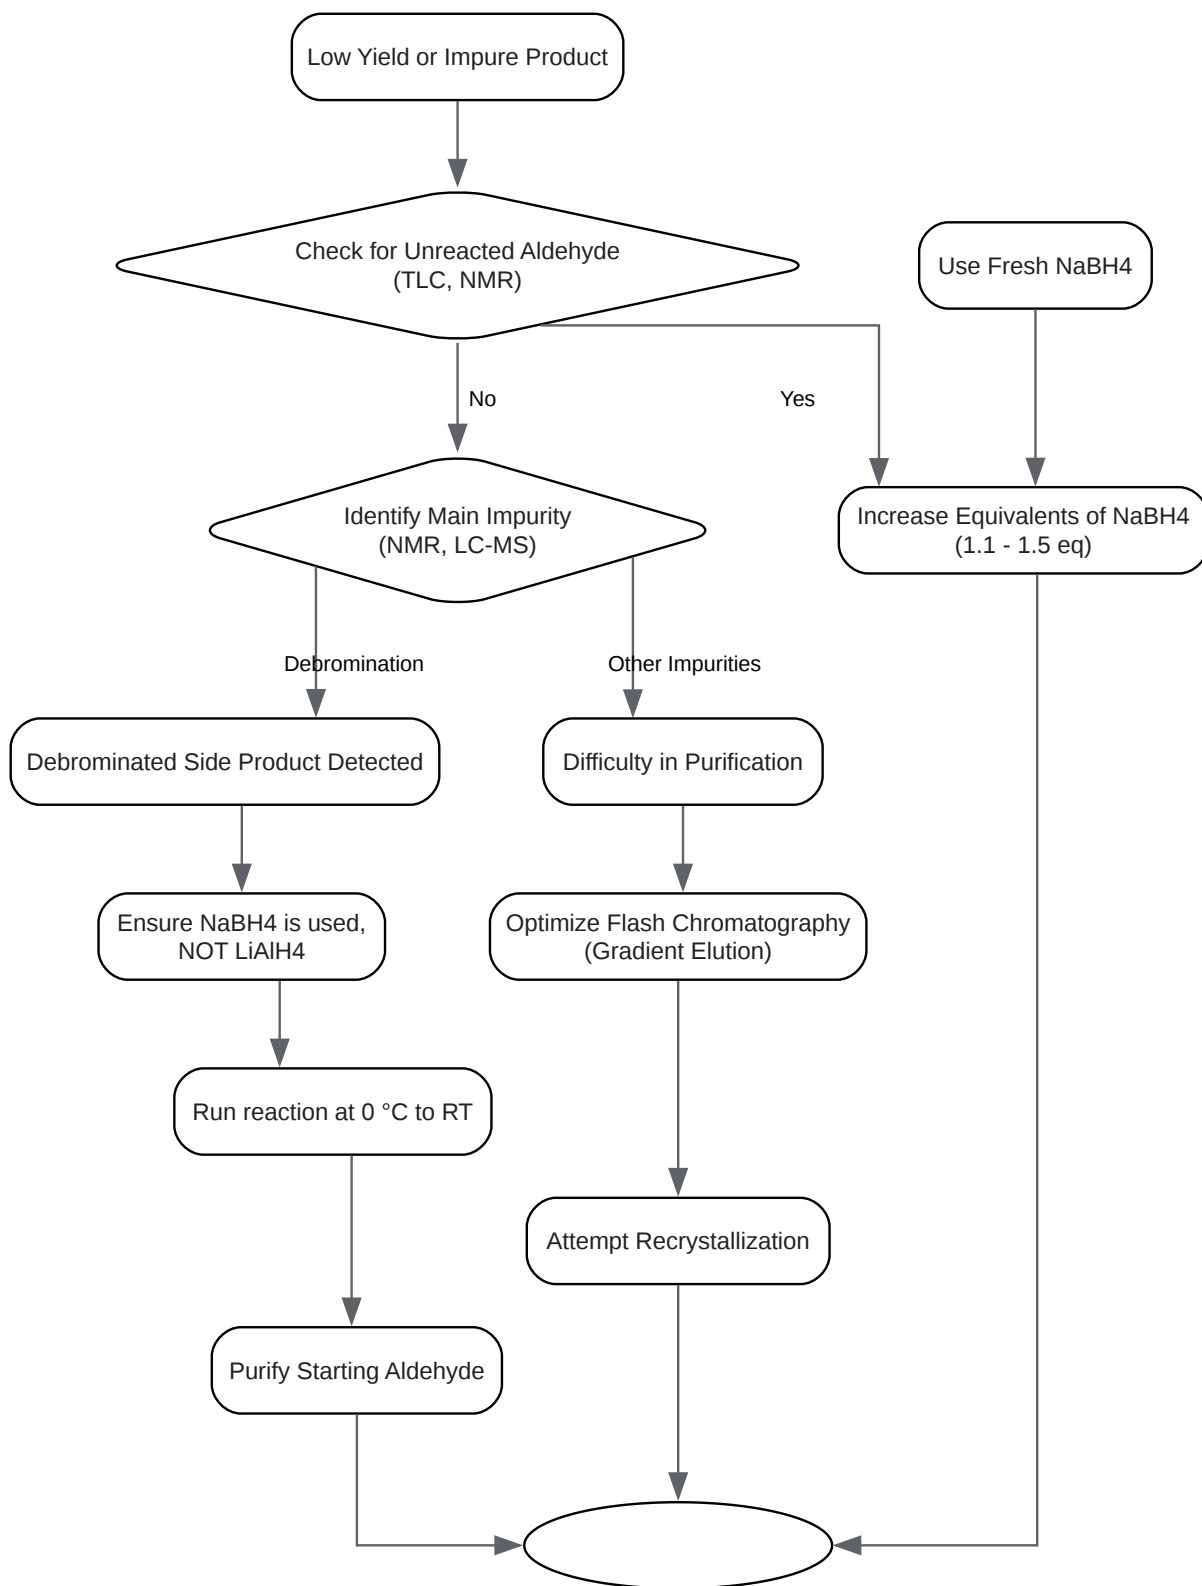 Low Yield or Impure Product
Check for Unreacted Aldehyde
(TLC, NMR)
Use Fresh NaBH4
No
Yes
Identify Main Impurity
(NMR, LC-MS)
Increase Equivalents of NaBH4
(1.1 - 1.5 eq)
Debromination
Other Impurities
Debrominated Side Product Detected
Difficulty in Purification
Ensure NaBH4 is used,
NOT LiAlH4
Optimize Flash Chromatography
(Gradient Elution)
Run reaction at 0 °C to RT
Attempt Recrystallization
Purify Starting Aldehyde